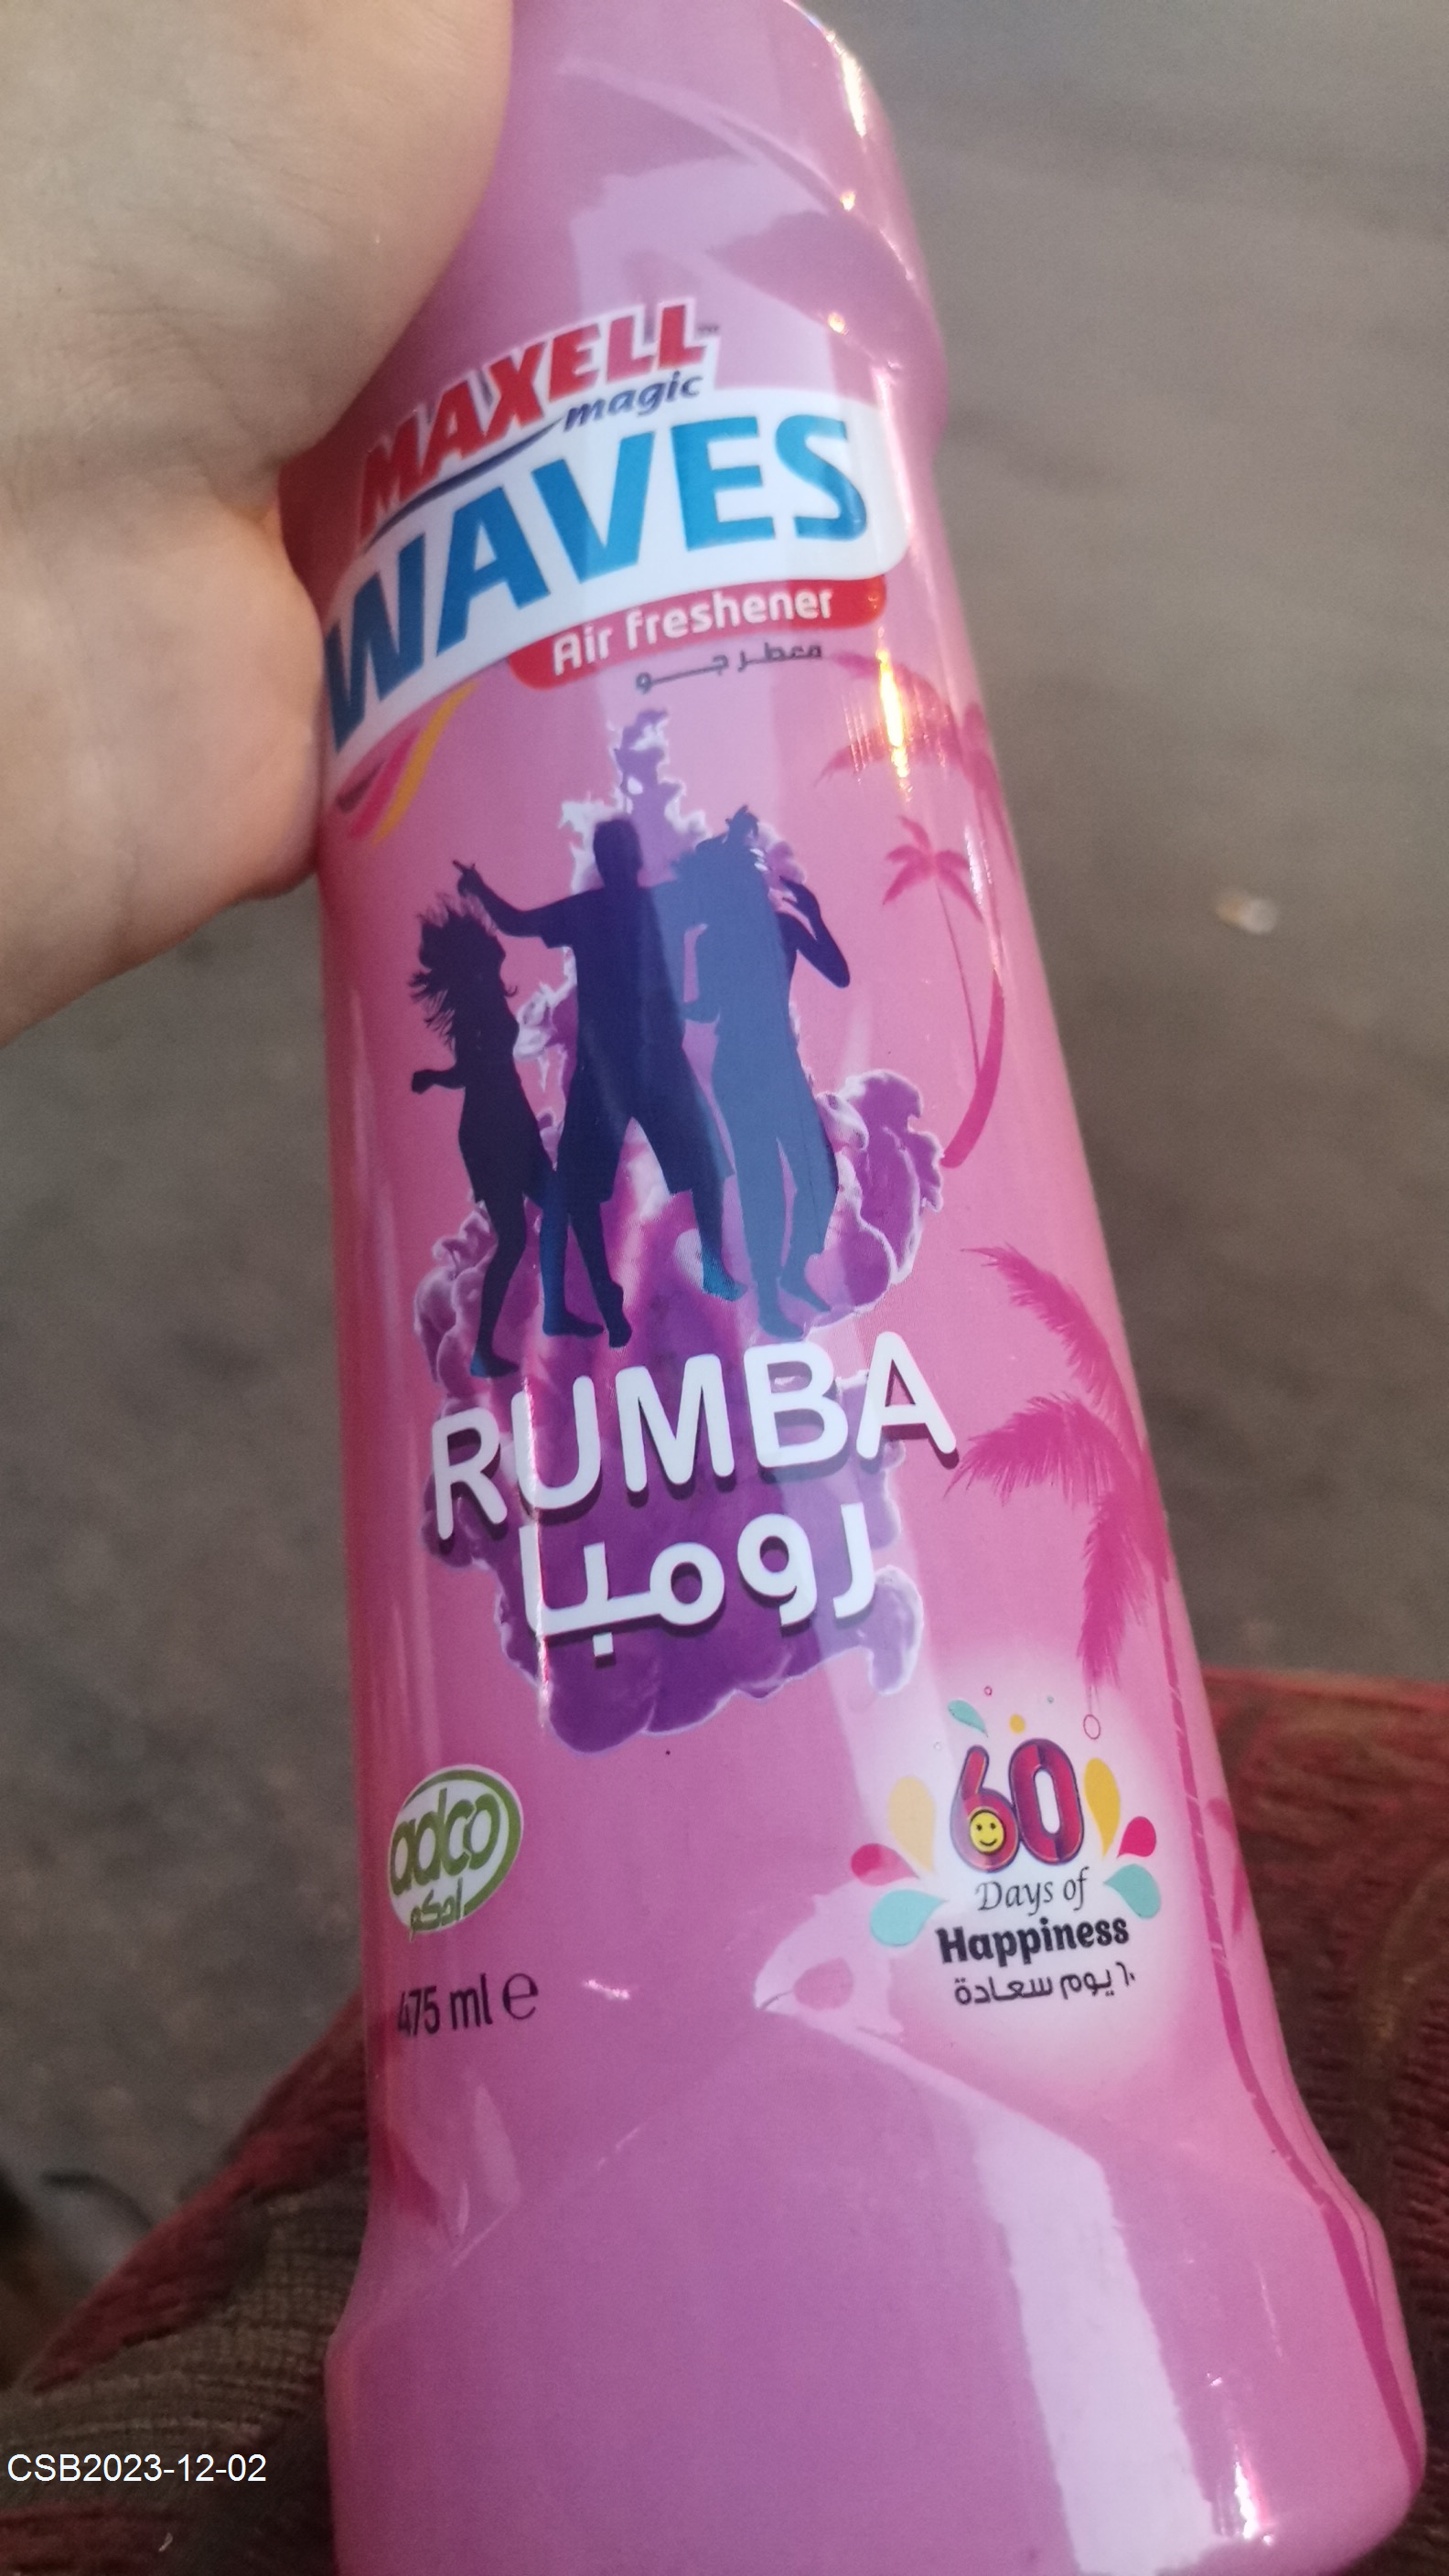 MAXELL™
magic
WAVES
Air freshener
معطر جو
RUMBA
رومبا
adco
ادكو
60
Days of
Happiness
٦٠ يوم سعادة
475 ml e
CSB2023-12-02